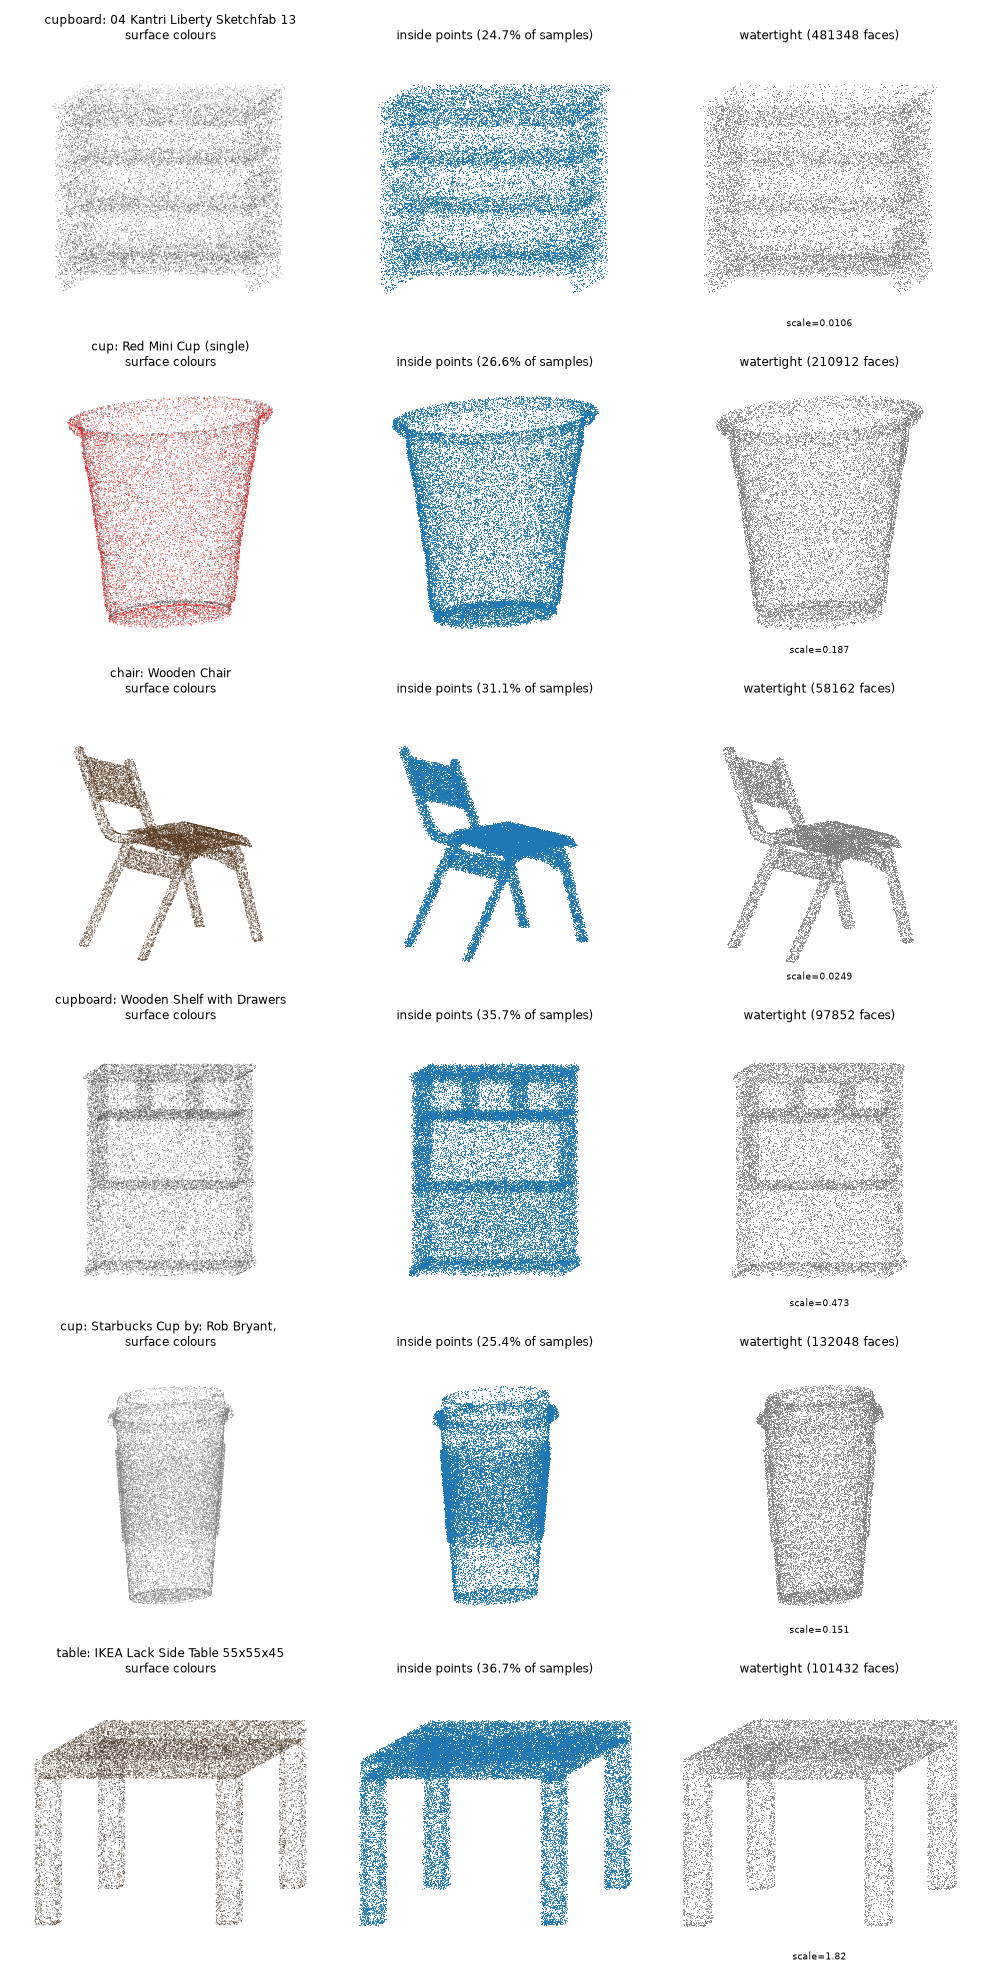 cupboard: 04 Kantri Liberty Sketchfab 13
surface colours
inside points (24.7% of samples)
watertight (481348 faces)
scale=0.0106
cup: Red Mini Cup (single)
surface colours
inside points (26.6% of samples)
watertight (210912 faces)
scale=0.187
chair: Wooden Chair
surface colours
inside points (31.1% of samples)
watertight (58162 faces)
scale=0.0249
cupboard: Wooden Shelf with Drawers
surface colours
inside points (35.7% of samples)
watertight (97852 faces)
scale=0.473
cup: Starbucks Cup by: Rob Bryant,
surface colours
inside points (25.4% of samples)
watertight (132048 faces)
scale=0.151
table: IKEA Lack Side Table 55x55x45
surface colours
inside points (36.7% of samples)
watertight (101432 faces)
scale=1.82